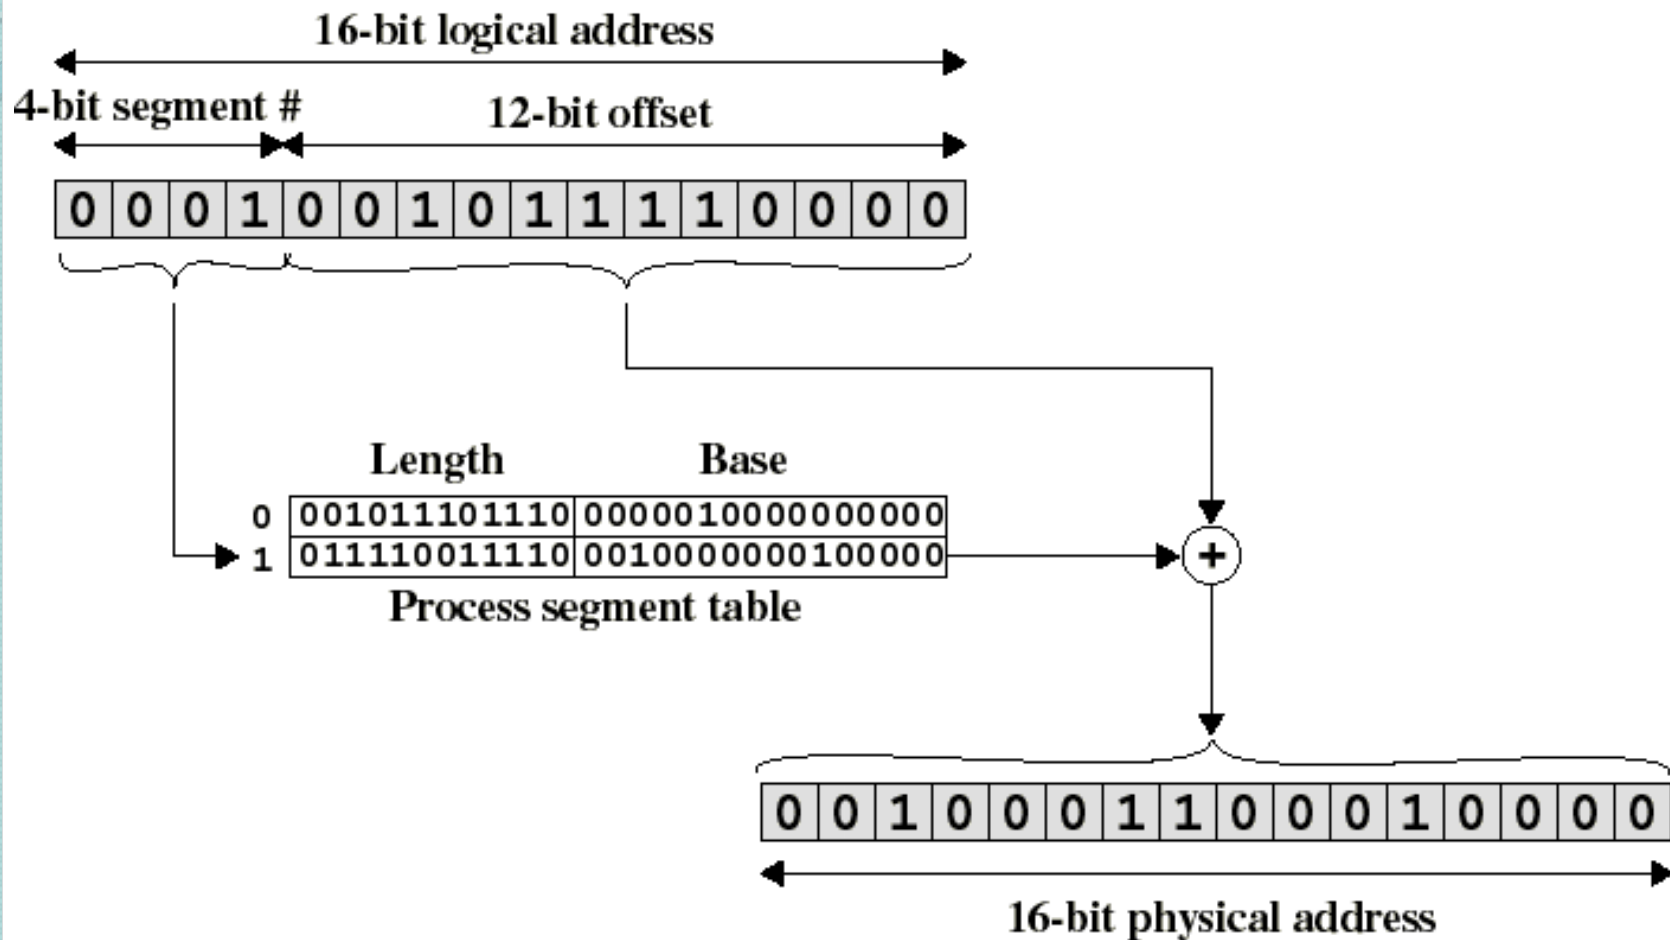 16-bit logical address
4-bit segment #
12-bit offset
0 0 0 1 0 0 1 0 1 1 1 1 0 0 0 0
Length Base
0 001011101110 0000010000000000
1 011110011110 0010000000100000
Process segment table
+
0 0 1 0 0 0 1 1 0 0 0 1 0 0 0 0
16-bit physical address